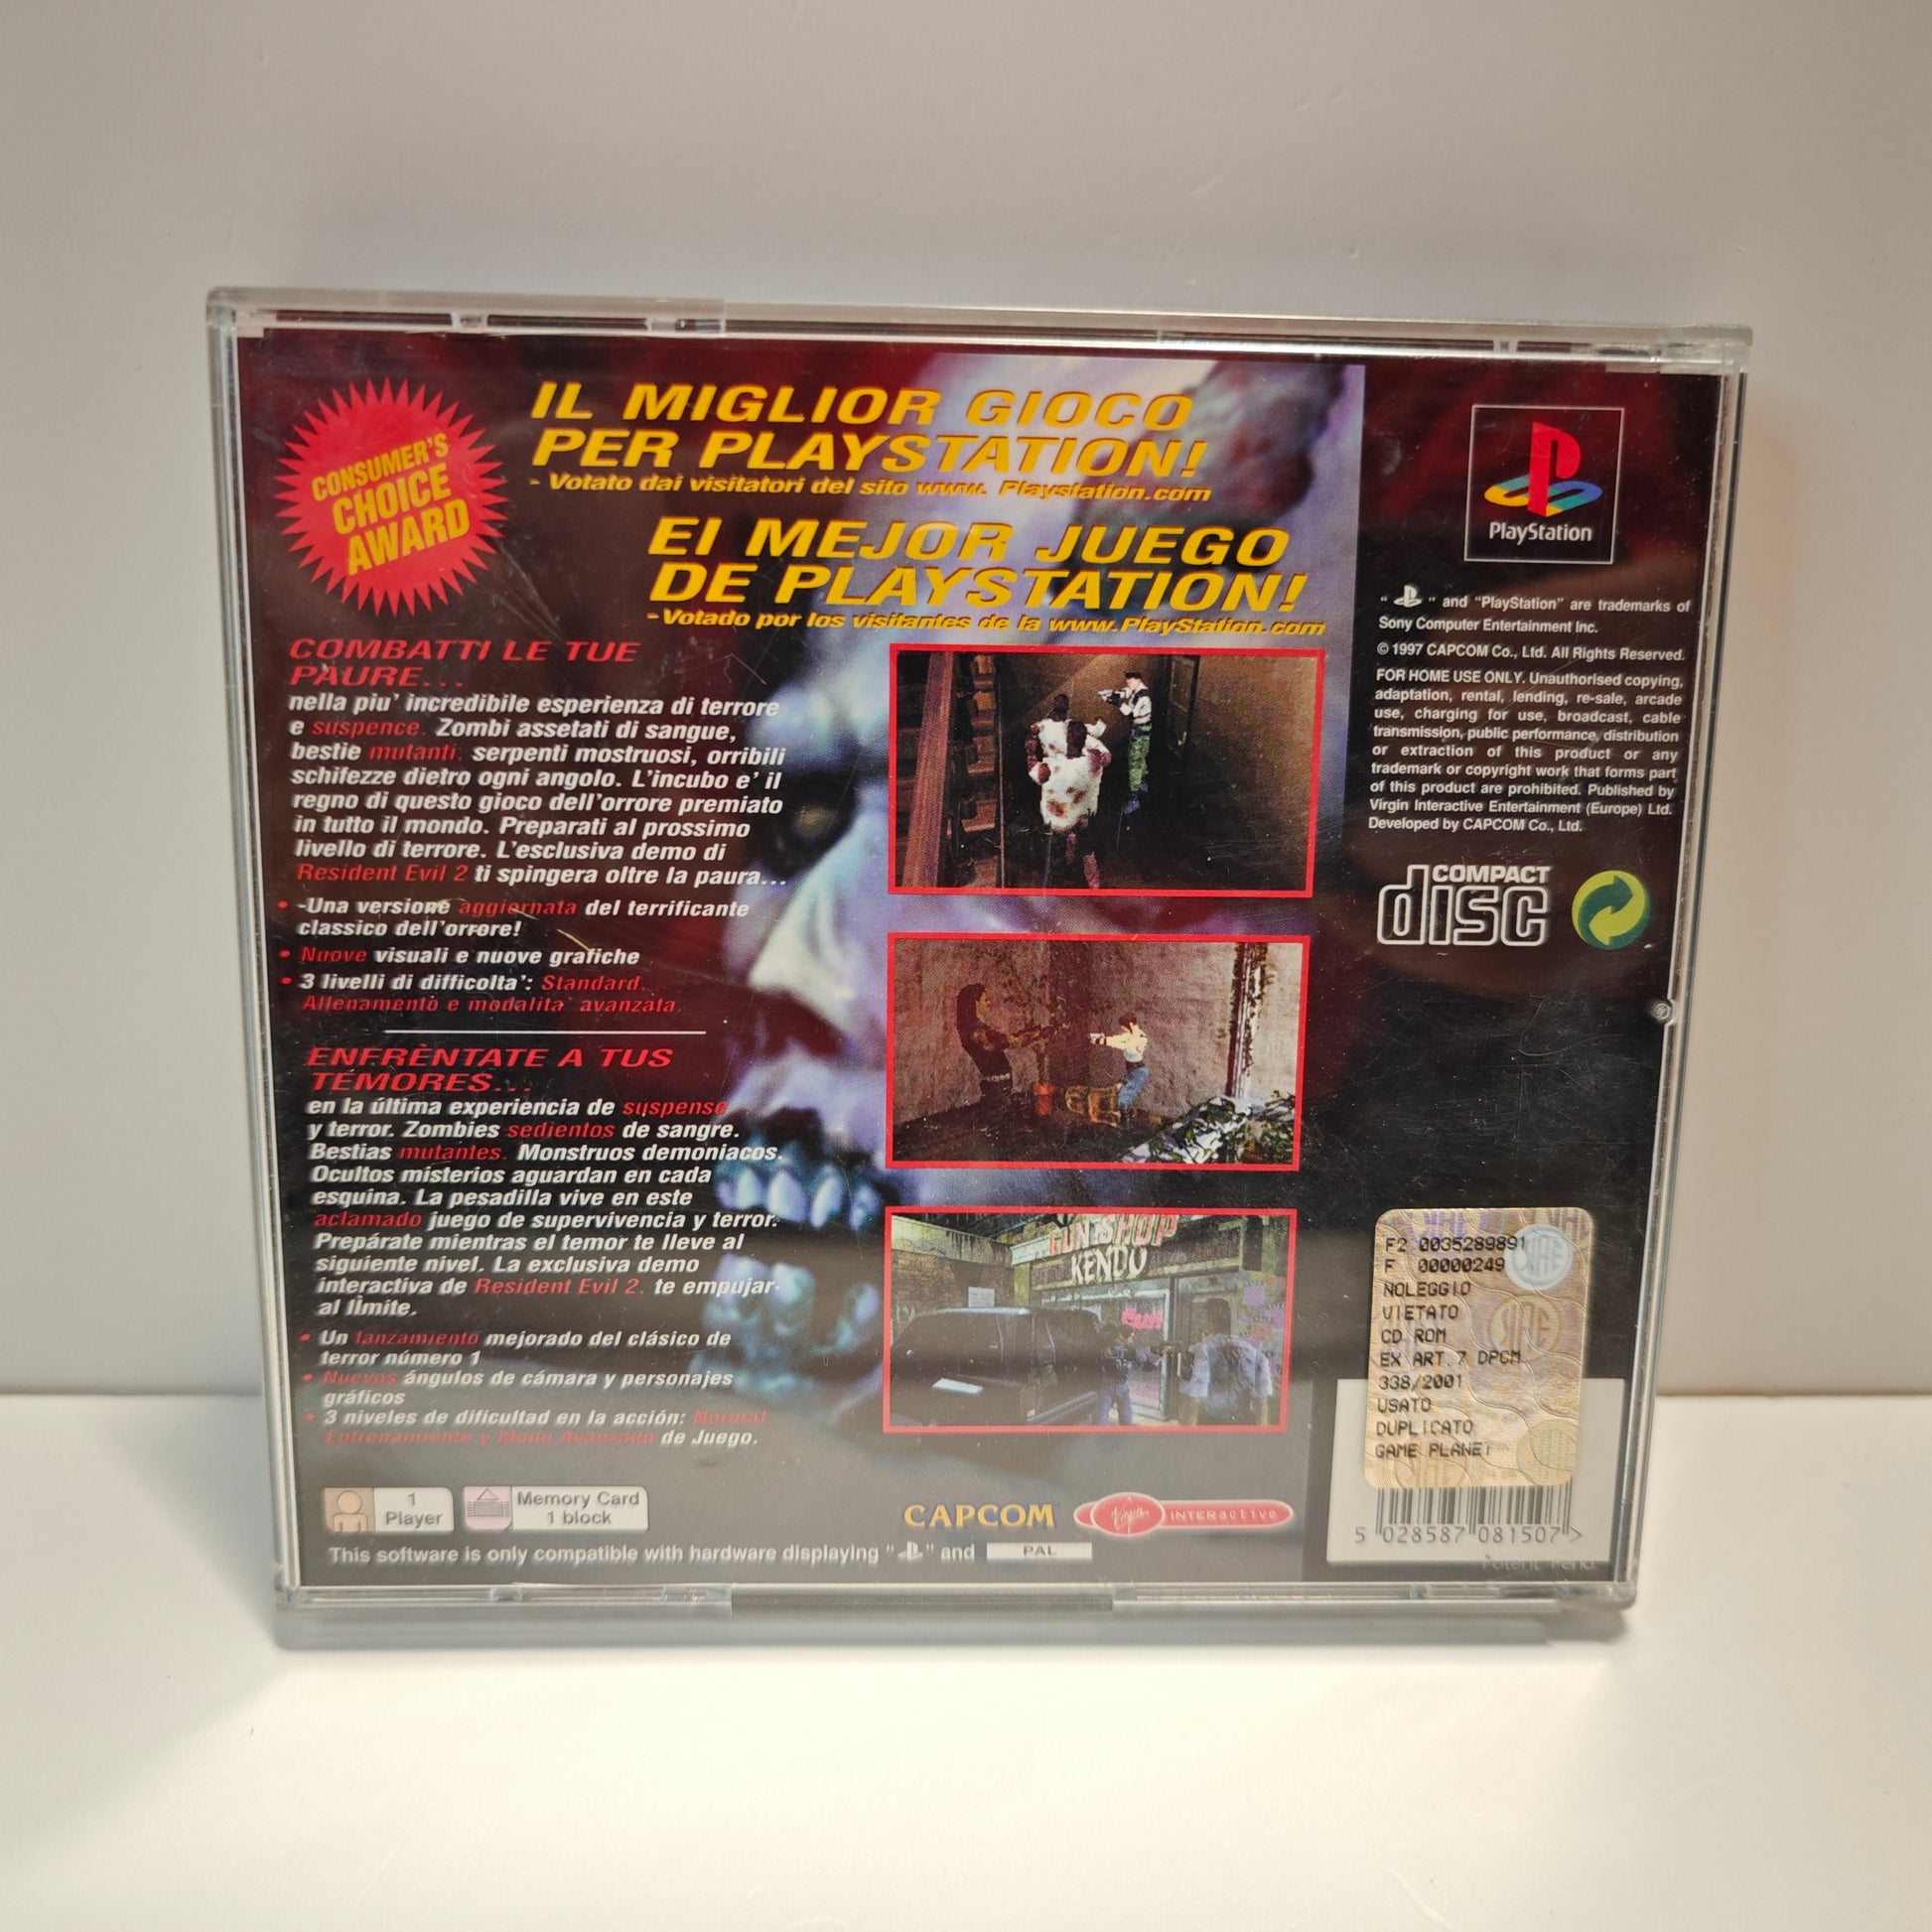 CONSUMER'S
CHOICE
AWARD
IL MIGLIOR GIOCO
PER PLAYSTATION!
- Votato dai visitatori del sito www. Playstation.com
El MEJOR JUEGO
DE PLAYSTATION!
-Votado por los visitantes de la www.PlayStation.com
COMBATTI LE TUE
PAURE...
nella piu' incredibile esperienza di terrore
e suspence. Zombi assetati di sangue,
bestie mutanti. serpenti mostruosi, orribili
schifezze dietro ogni angolo. L'incubo e' il
regno di questo gioco dell'orrore premiato
in tutto il mondo. Preparati al prossimo
livello di terrore. L'esclusiva demo di
Resident Evil 2 ti spingera oltre la paura...
• -Una versione aggiornata del terrificante
classico dell'orrore!
• Nuove visuali e nuove grafiche
• 3 livelli di difficolta': Standard.
Allenamento e modalita' avanzata.
ENFRÈNTATE A TUS
TEMORES...
en la última experiencia de suspense
y terror. Zombies sedientos de sangre.
Bestias mutantes. Monstruos demoniacos.
Ocultos misterios aguardan en cada
esquina. La pesadilla vive en este
aclamado juego de supervivencia y terror.
Prepárate mientras el temor te lleve al
siguiente nivel. La exclusiva demo
interactiva de Resident Evil 2. te empujar-
al lìmite.
• Un lanzamiento mejorado del clásico de
terror número 1
• Nuevos ángulos de cámara y personajes
gráficos
• 3 niveles de dificultad en la acción: Normal.
Entrenamiento y Modo Avanzado de Juego.
GUN SHOP
KENDO
1
Player
Memory Card
1 block
CAPCOM
Virgin INTERactive
This software is only compatible with hardware displaying " " and PAL
PlayStation
" " and "PlayStation" are trademarks of
Sony Computer Entertainment Inc.
© 1997 CAPCOM Co., Ltd. All Rights Reserved.
FOR HOME USE ONLY. Unauthorised copying,
adaptation, rental, lending, re-sale, arcade
use, charging for use, broadcast, cable
transmission, public performance, distribution
or extraction of this product or any
trademark or copyright work that forms part
of this product are prohibited. Published by
Virgin Interactive Entertainment (Europe) Ltd.
Developed by CAPCOM Co., Ltd.
COMPACT
disc
F2 0035289891
F 00000249
NOLEGGIO
VIETATO
CD ROM
EX ART.7 DPCM
338/2001
USATO
DUPLICATO
GAME PLANET
5 028587 081507 >